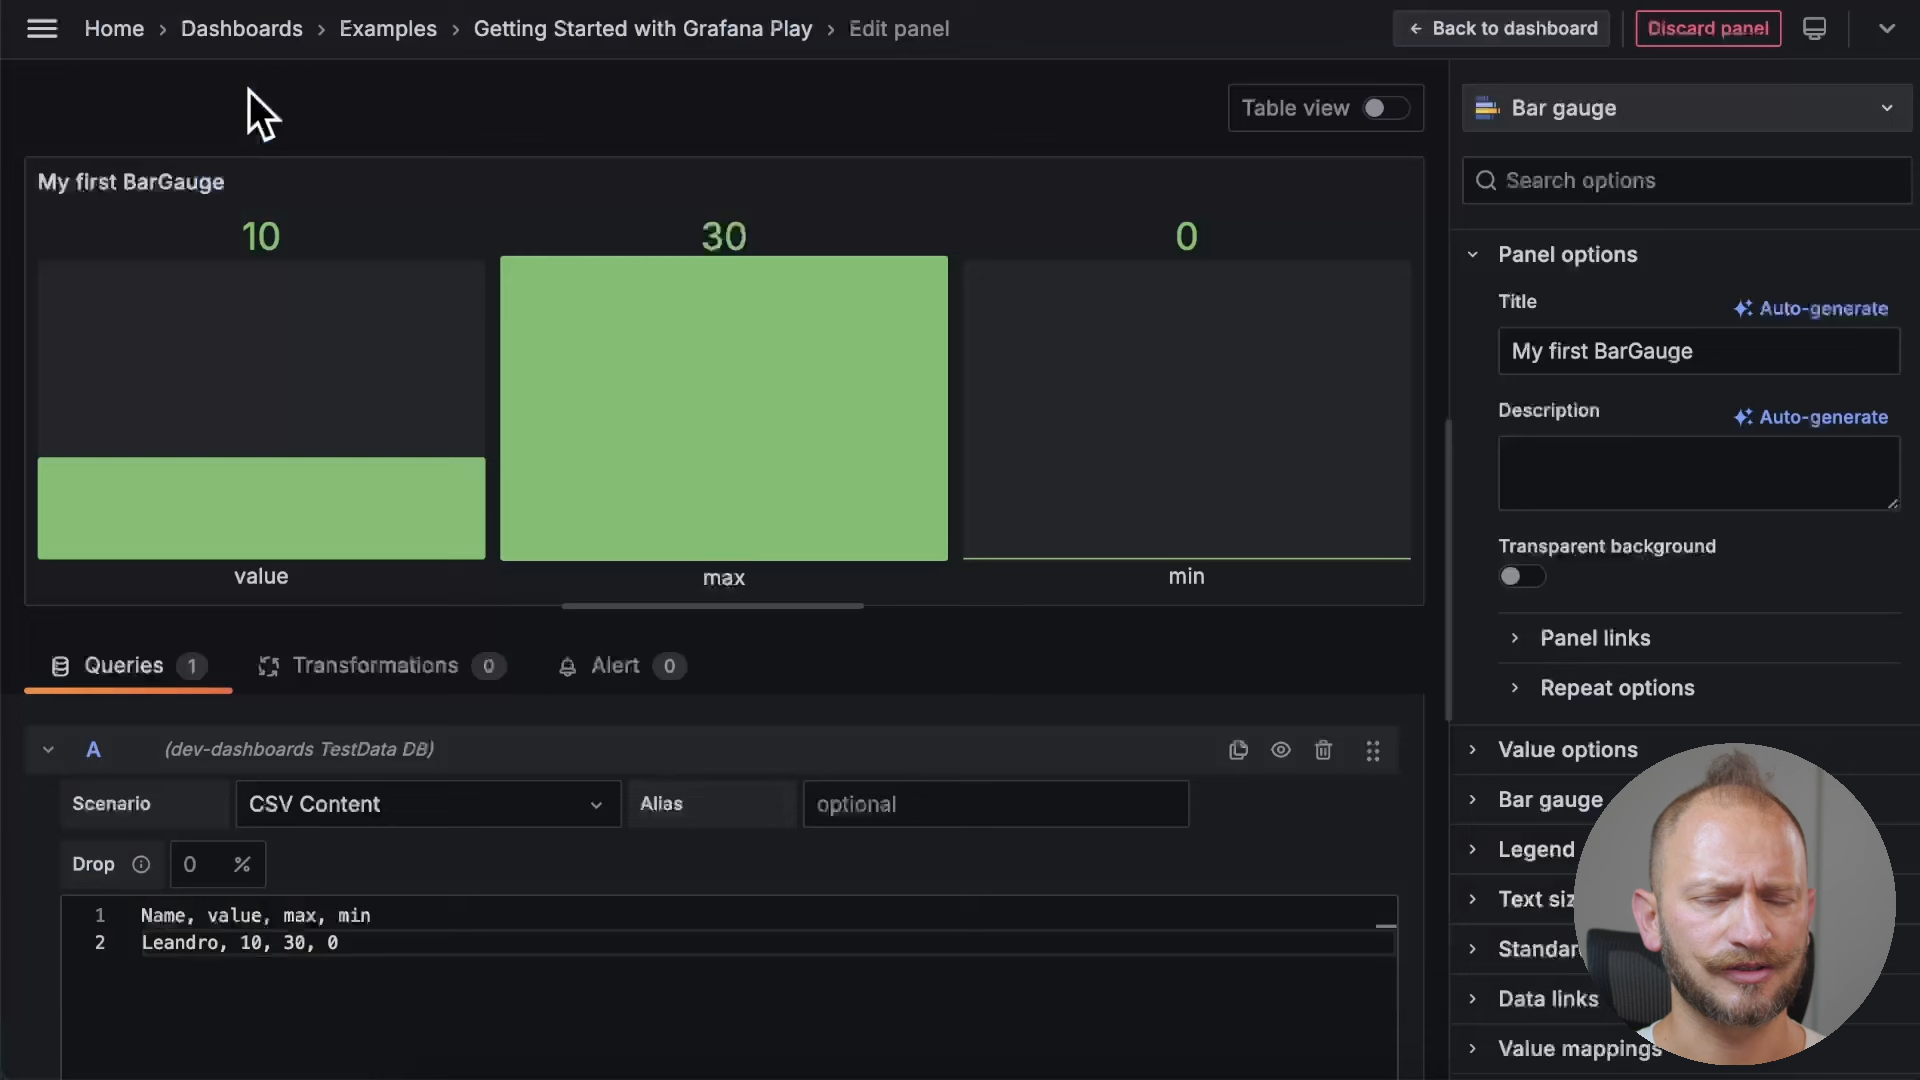 Home › Dashboards › Examples › Getting Started with Grafana Play › Edit panel
← Back to dashboard
Discard panel
Table view
Bar gauge
Search options
My first BarGauge
10
30
0
value
max
min
Panel options
Title
Auto-generate
My first BarGauge
Description
Auto-generate
Transparent background
Panel links
Repeat options
Value options
Bar gauge
Legend
Text siz
Standar
Data links
Value mappings
Queries 1
Transformations 0
Alert 0
A (dev-dashboards TestData DB)
Scenario CSV Content Alias optional
Drop 0 %
1 Name, value, max, min
2 Leandro, 10, 30, 0